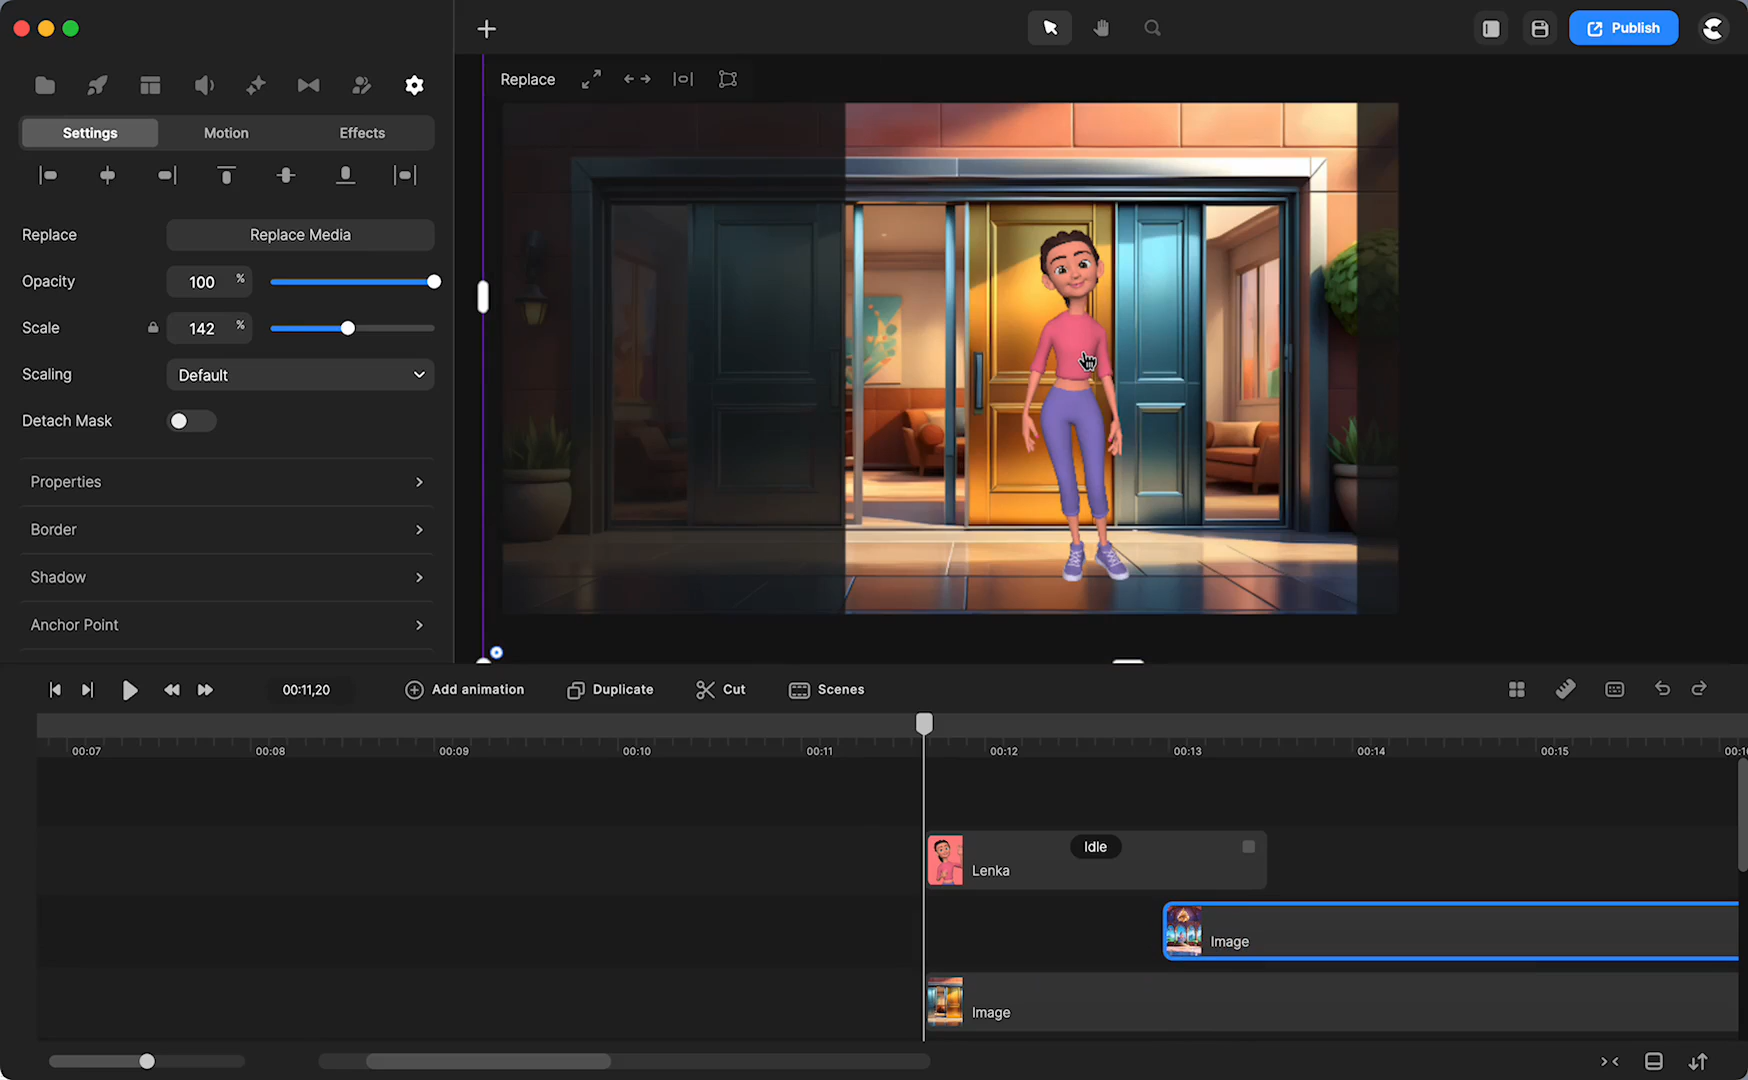 Publish
Replace
Settings
Motion
Effects
Replace
Replace Media
Opacity
100 %
Scale
142 %
Scaling
Default
Detach Mask
Properties
Border
Shadow
Anchor Point
00:11,20
Add animation
Duplicate
Cut
Scenes
00:07
00:08
00:09
00:10
00:11
00:12
00:13
00:14
00:15
Idle
Lenka
Image
Image